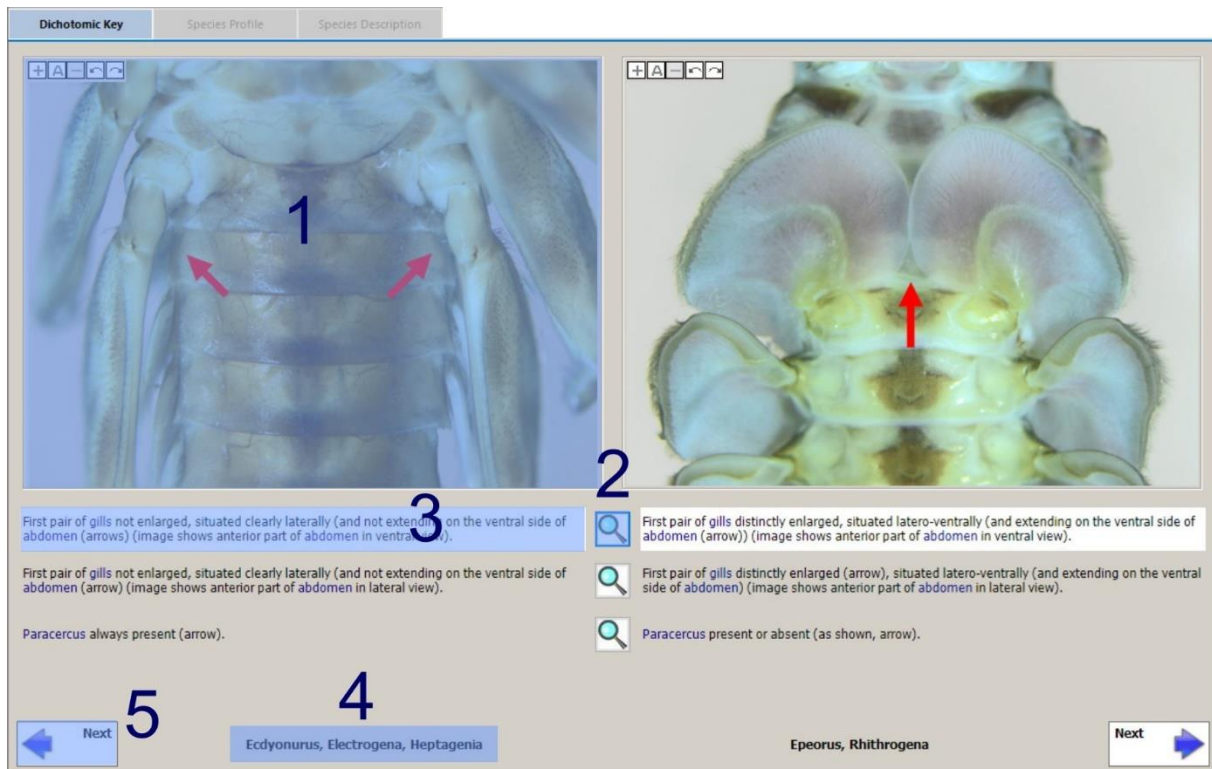 Dichotomic Key Species Profile Species Description
+ A −
+ A −
1
2
3
First pair of gills not enlarged, situated clearly laterally (and not extending on the ventral side of
abdomen (arrows) (image shows anterior part of abdomen in ventral view).
First pair of gills distinctly enlarged, situated latero-ventrally (and extending on the ventral side of
abdomen (arrow)) (image shows anterior part of abdomen in ventral view).
First pair of gills not enlarged, situated clearly laterally (and not extending on the ventral side of
abdomen (arrow) (image shows anterior part of abdomen in lateral view).
First pair of gills distinctly enlarged (arrow), situated latero-ventrally (and extending on the ventral
side of abdomen) (image shows anterior part of abdomen in lateral view).
Paracercus always present (arrow).
Paracercus present or absent (as shown, arrow).
4
5
Next
Ecdyonurus, Electrogena, Heptagenia
Epeorus, Rhithrogena
Next